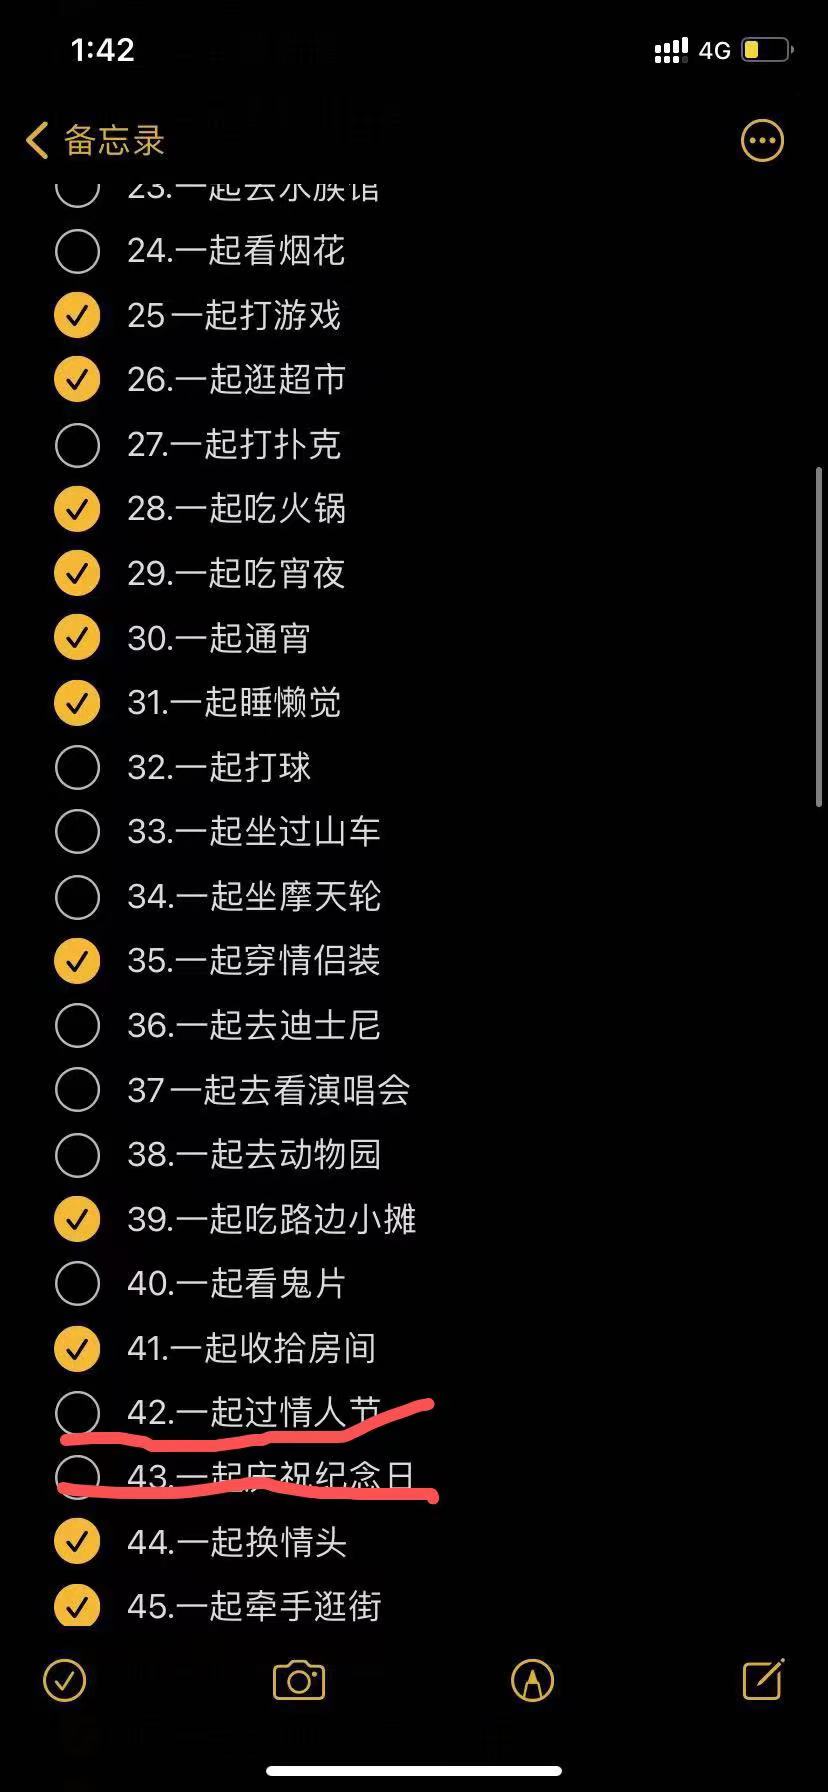 1:42
4G
备忘录
23.一起去水族馆
24.一起看烟花
25一起打游戏
26.一起逛超市
27.一起打扑克
28.一起吃火锅
29.一起吃宵夜
30.一起通宵
31.一起睡懒觉
32.一起打球
33.一起坐过山车
34.一起坐摩天轮
35.一起穿情侣装
36.一起去迪士尼
37一起去看演唱会
38.一起去动物园
39.一起吃路边小摊
40.一起看鬼片
41.一起收拾房间
42.一起过情人节
43.一起庆祝纪念日
44.一起换情头
45.一起牵手逛街